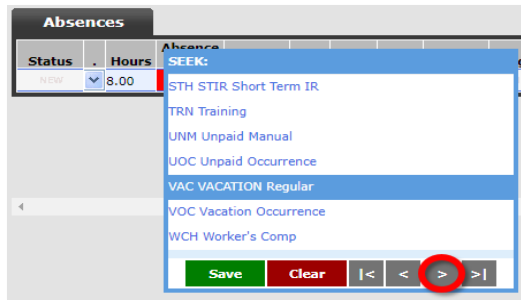 Absences
Status . Hours Absence
NEW 8.00
SEEK:
STH STIR Short Term IR
TRN Training
UNM Unpaid Manual
UOC Unpaid Occurrence
VAC VACATION Regular
VOC Vacation Occurrence
WCH Worker's Comp
Save Clear |< < > >|